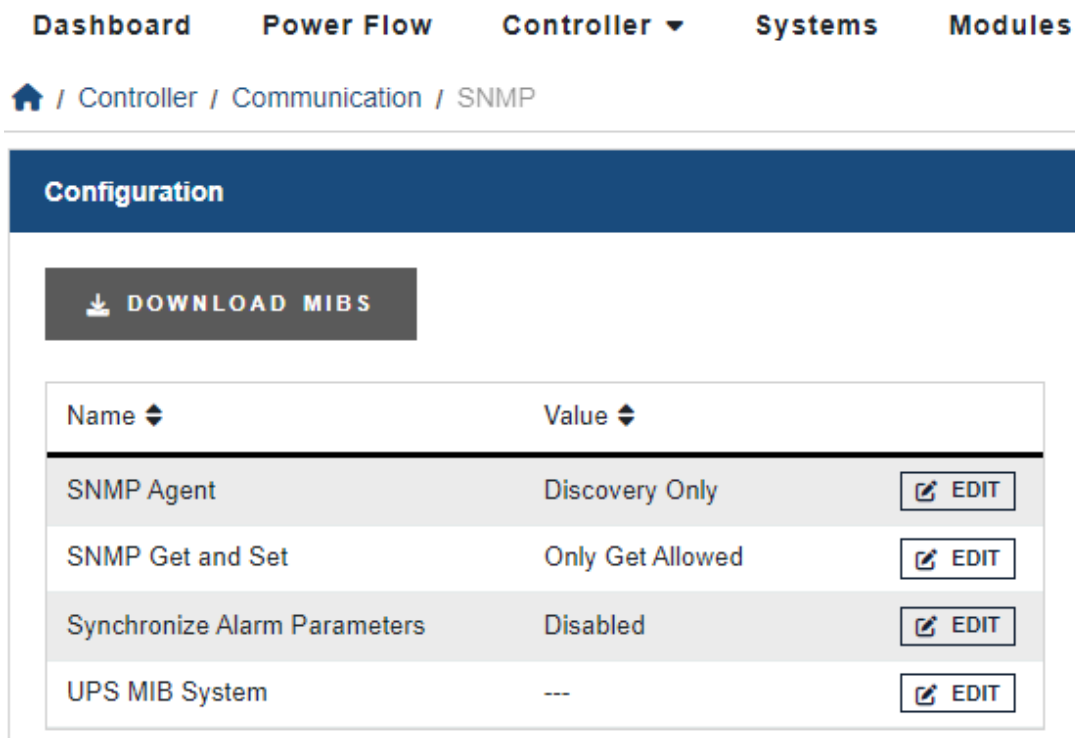 Dashboard Power Flow Controller Systems Modules
/ Controller / Communication / SNMP
Configuration
DOWNLOAD MIBS
Name Value
SNMP Agent Discovery Only EDIT
SNMP Get and Set Only Get Allowed EDIT
Synchronize Alarm Parameters Disabled EDIT
UPS MIB System --- EDIT